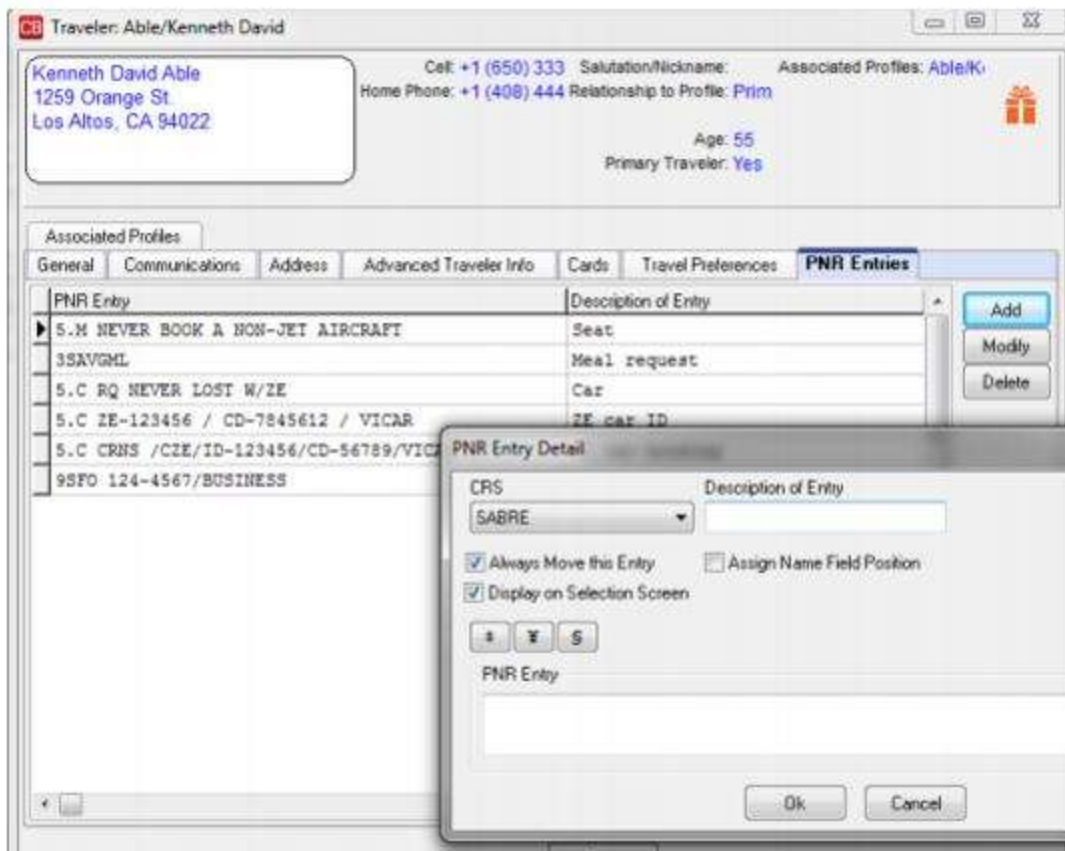 CB Traveler: Able/Kenneth David
Kenneth David Able
1259 Orange St.
Los Altos, CA 94022
Cell: +1 (650) 333 Salutation/Nickname: Associated Profiles: Able/K
Home Phone: +1 (408) 444 Relationship to Profile: Prim
Age: 55
Primary Traveler: Yes
Associated Profiles
General Communications Address Advanced Traveler Info Cards Travel Preferences PNR Entries
PNR Entry Description of Entry
Add
5.M NEVER BOOK A NON-JET AIRCRAFT Seat
Modify
3SAVGML Meal request
Delete
5.C RQ NEVER LOST W/ZE Car
5.C ZE-123456 / CD-7845612 / VICAR ZE car ID
5.C CRNS /CZE/ID-123456/CD-56789/VIC
9SFO 124-4567/BUSINESS
PNR Entry Detail
CRS Description of Entry
SABRE
Always Move this Entry Assign Name Field Position
Display on Selection Screen
‡ ¥ §
PNR Entry
Ok Cancel